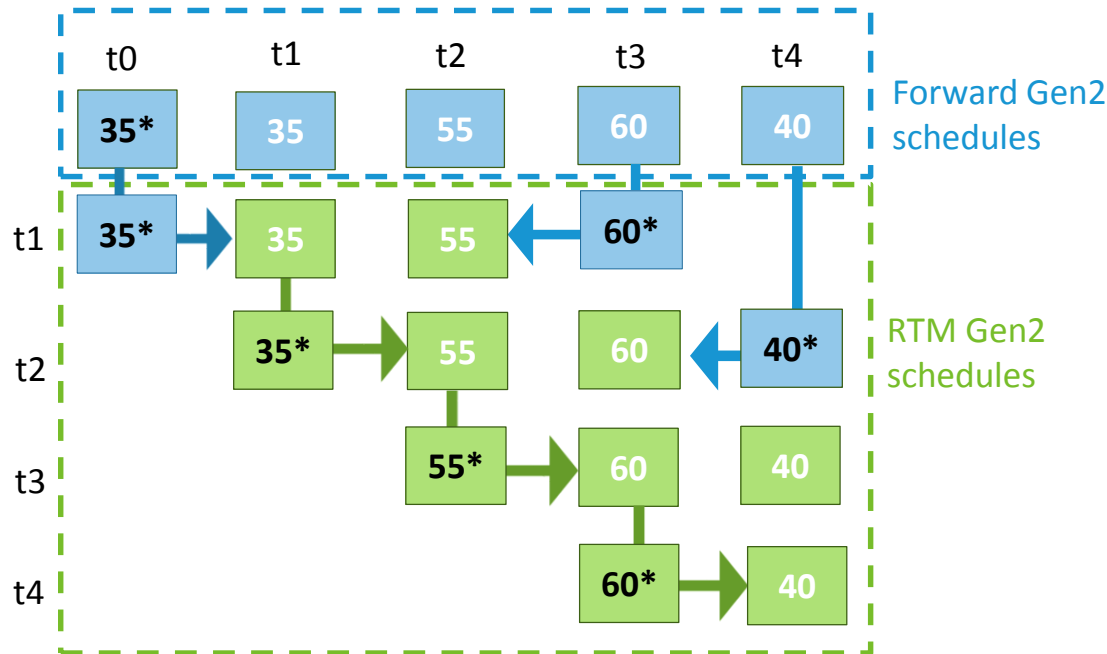 t0 t1 t2 t3 t4
35* 35 55 60 40
Forward Gen2
schedules
t1 35* 35 55 60*
t2 35* 55 60 40*
RTM Gen2
schedules
t3 55* 60 40
t4 60* 40